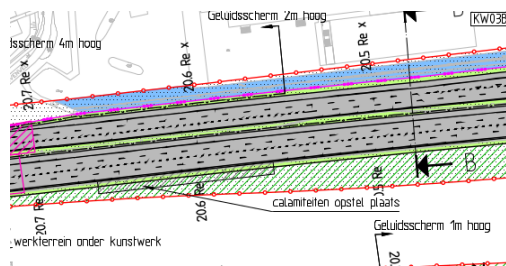 Geluidsscherm 2m hoog
KW03B
dsscherm 4m hoog
20.7 Re x
20.6 Re x
20.5 Re x
B
20.7 Re
20.6 Re
0.5 Re
calamiteiten opstel plaats
Geluidsscherm 1m hoog
werkterrein onder kunstwerk
20.